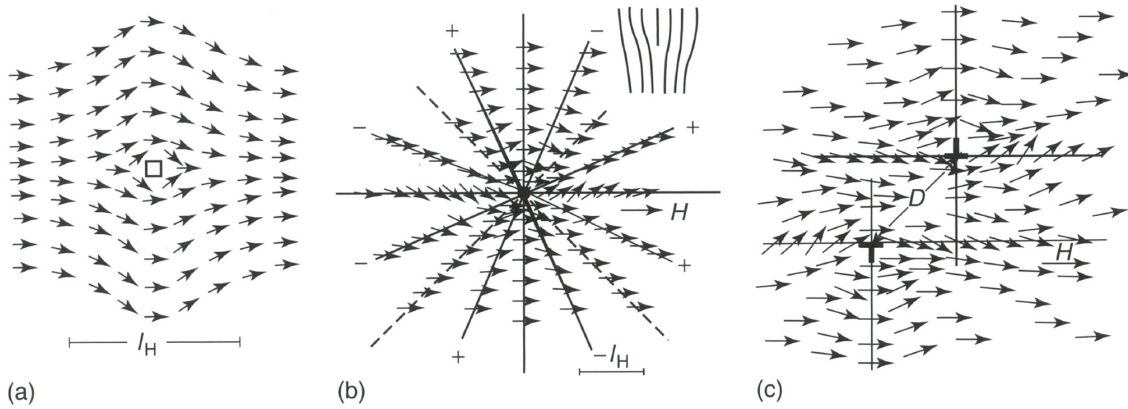 l_H
(a)
+ −
− +
H
− +
+ − l_H
(b)
D
H
(c)